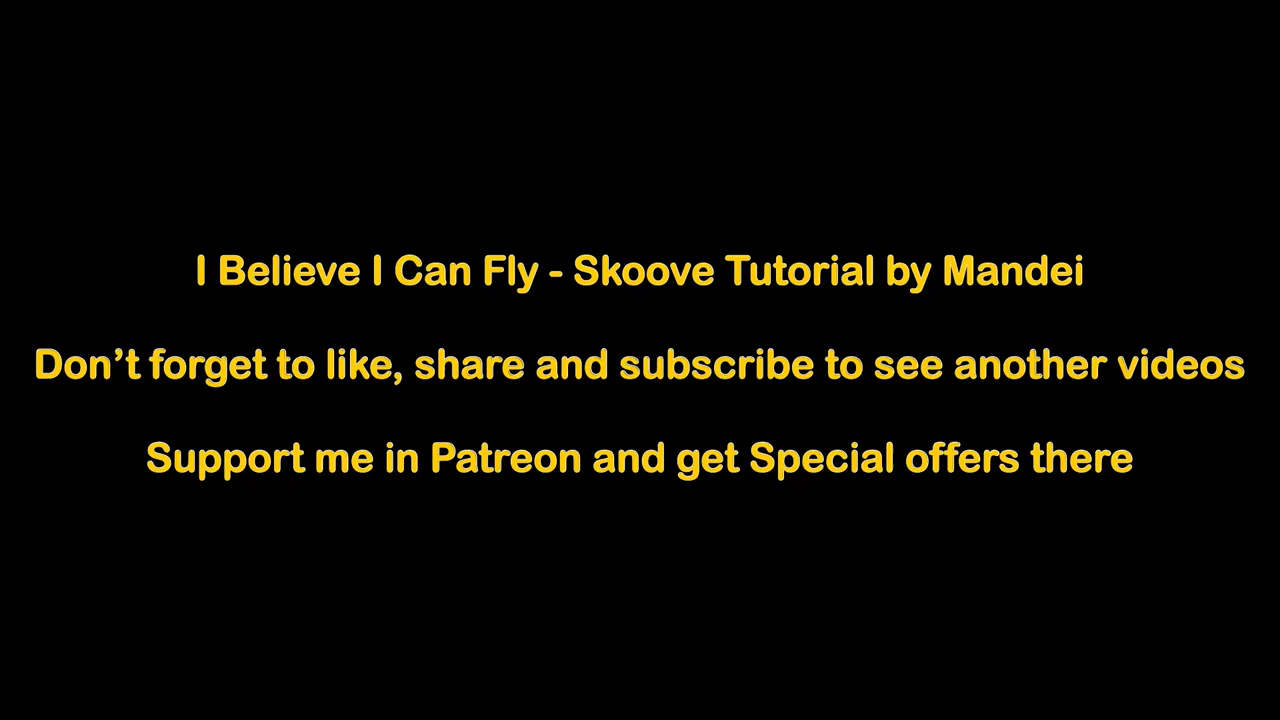 I Believe I Can Fly - Skoove Tutorial by Mandei
Don’t forget to like, share and subscribe to see another videos
Support me in Patreon and get Special offers there